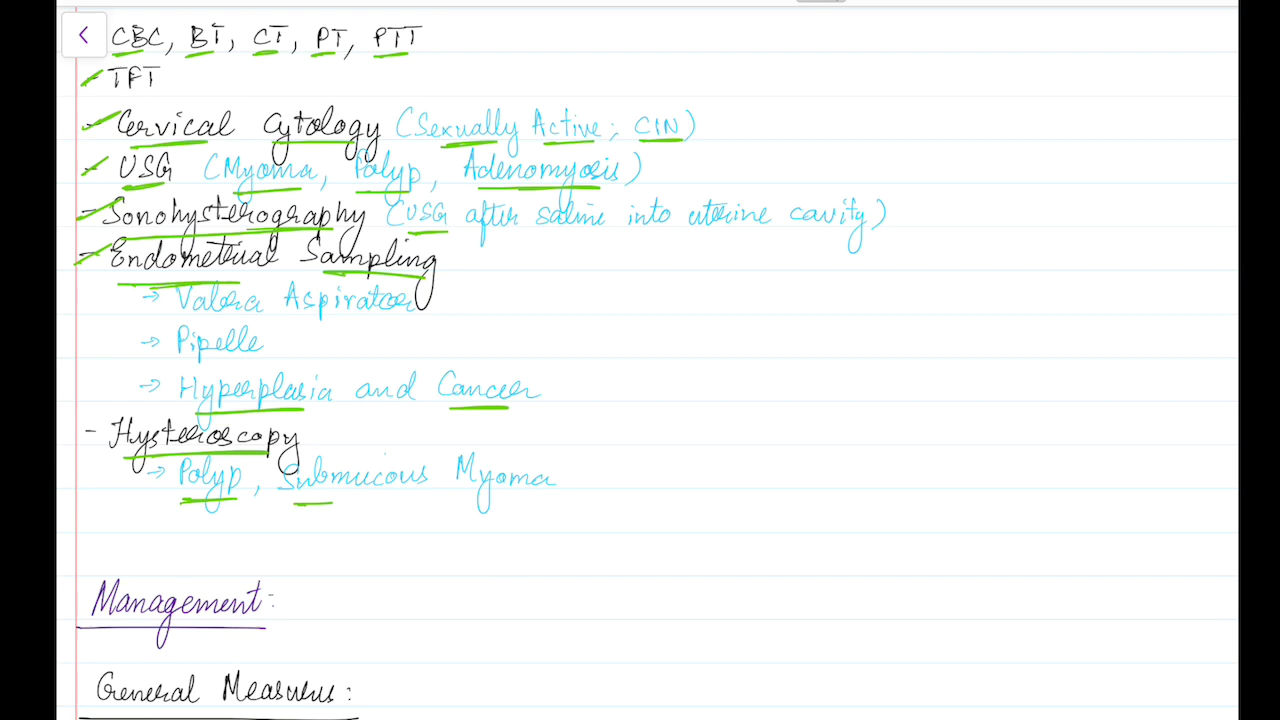 CBC, BT, CT, PT, PTT
- TFT
- Cervical Cytology (Sexually Active; CIN)
- USG (Myoma, Polyp, Adenomyosis)
- Sonohysterography (USG after saline into uterine cavity)
- Endometrial Sampling
→ Vabra Aspirator
→ Pipelle
→ Hyperplasia and Cancer
- Hysteroscopy
→ Polyp, Submucous Myoma
Management:-
General Measures: